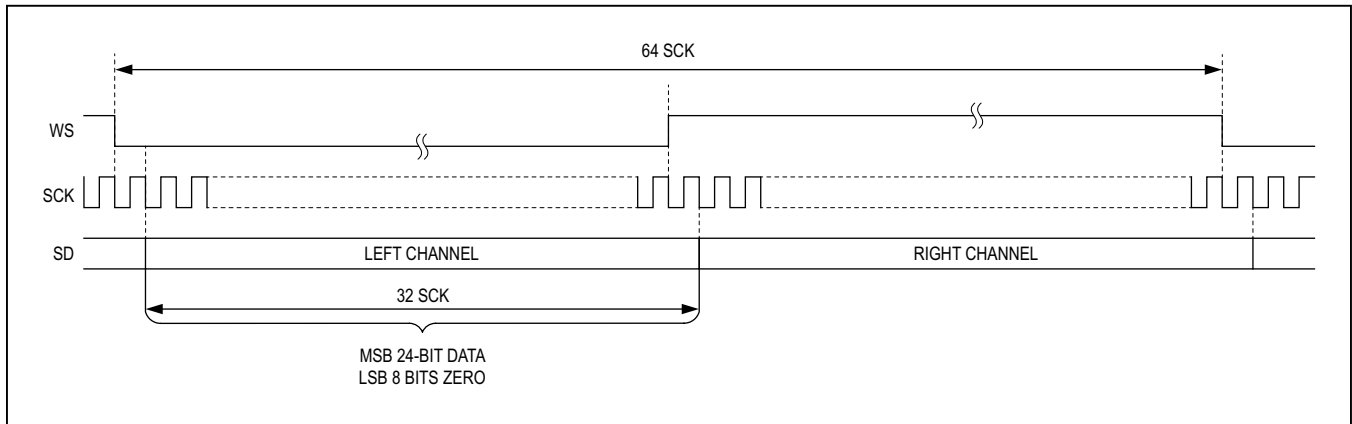 64 SCK
WS
SCK
SD
LEFT CHANNEL
RIGHT CHANNEL
32 SCK
MSB 24-BIT DATA
LSB 8 BITS ZERO